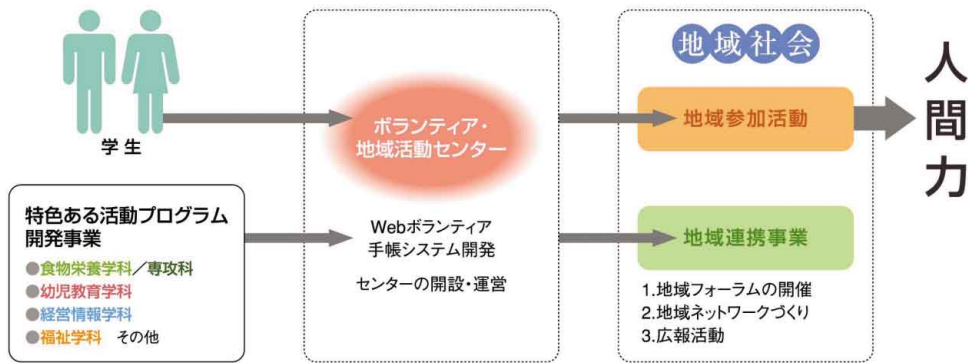 学生
特色ある活動プログラム
開発事業
●食物栄養学科／専攻科
●幼児教育学科
●経営情報学科
●福祉学科　その他
ボランティア・
地域活動センター
Webボランティア
手帳システム開発
センターの開設・運営
地域社会
地域参加活動
地域連携事業
1.地域フォーラムの開催
2.地域ネットワークづくり
3.広報活動
人間力